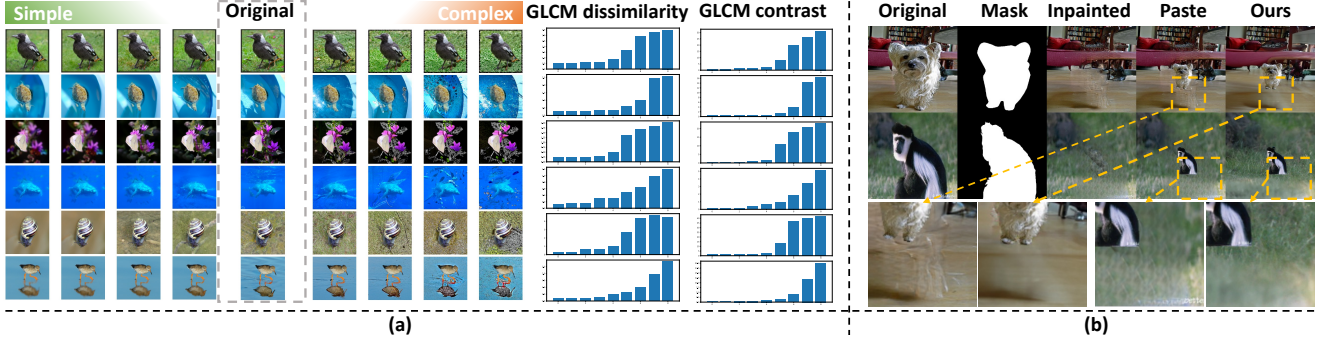 Simple
Original
Complex
GLCM dissimilarity
GLCM contrast
Original
Mask
Inpainted
Paste
Ours
(a)
(b)